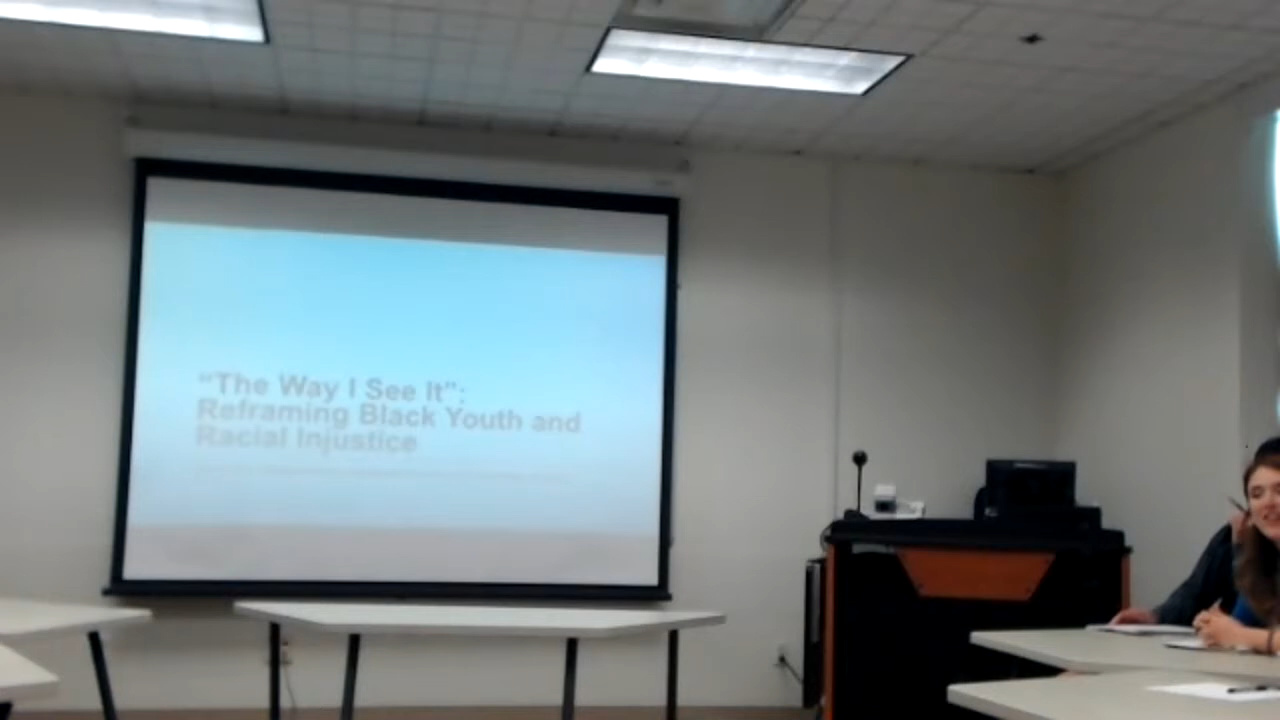 “The Way I See It”:
Reframing Black Youth and
Racial Injustice